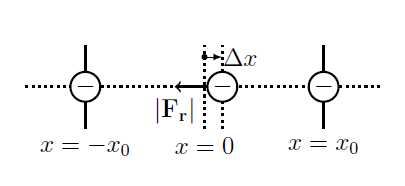 Δx
− − −
|F_r|
x = −x_0 x = 0 x = x_0